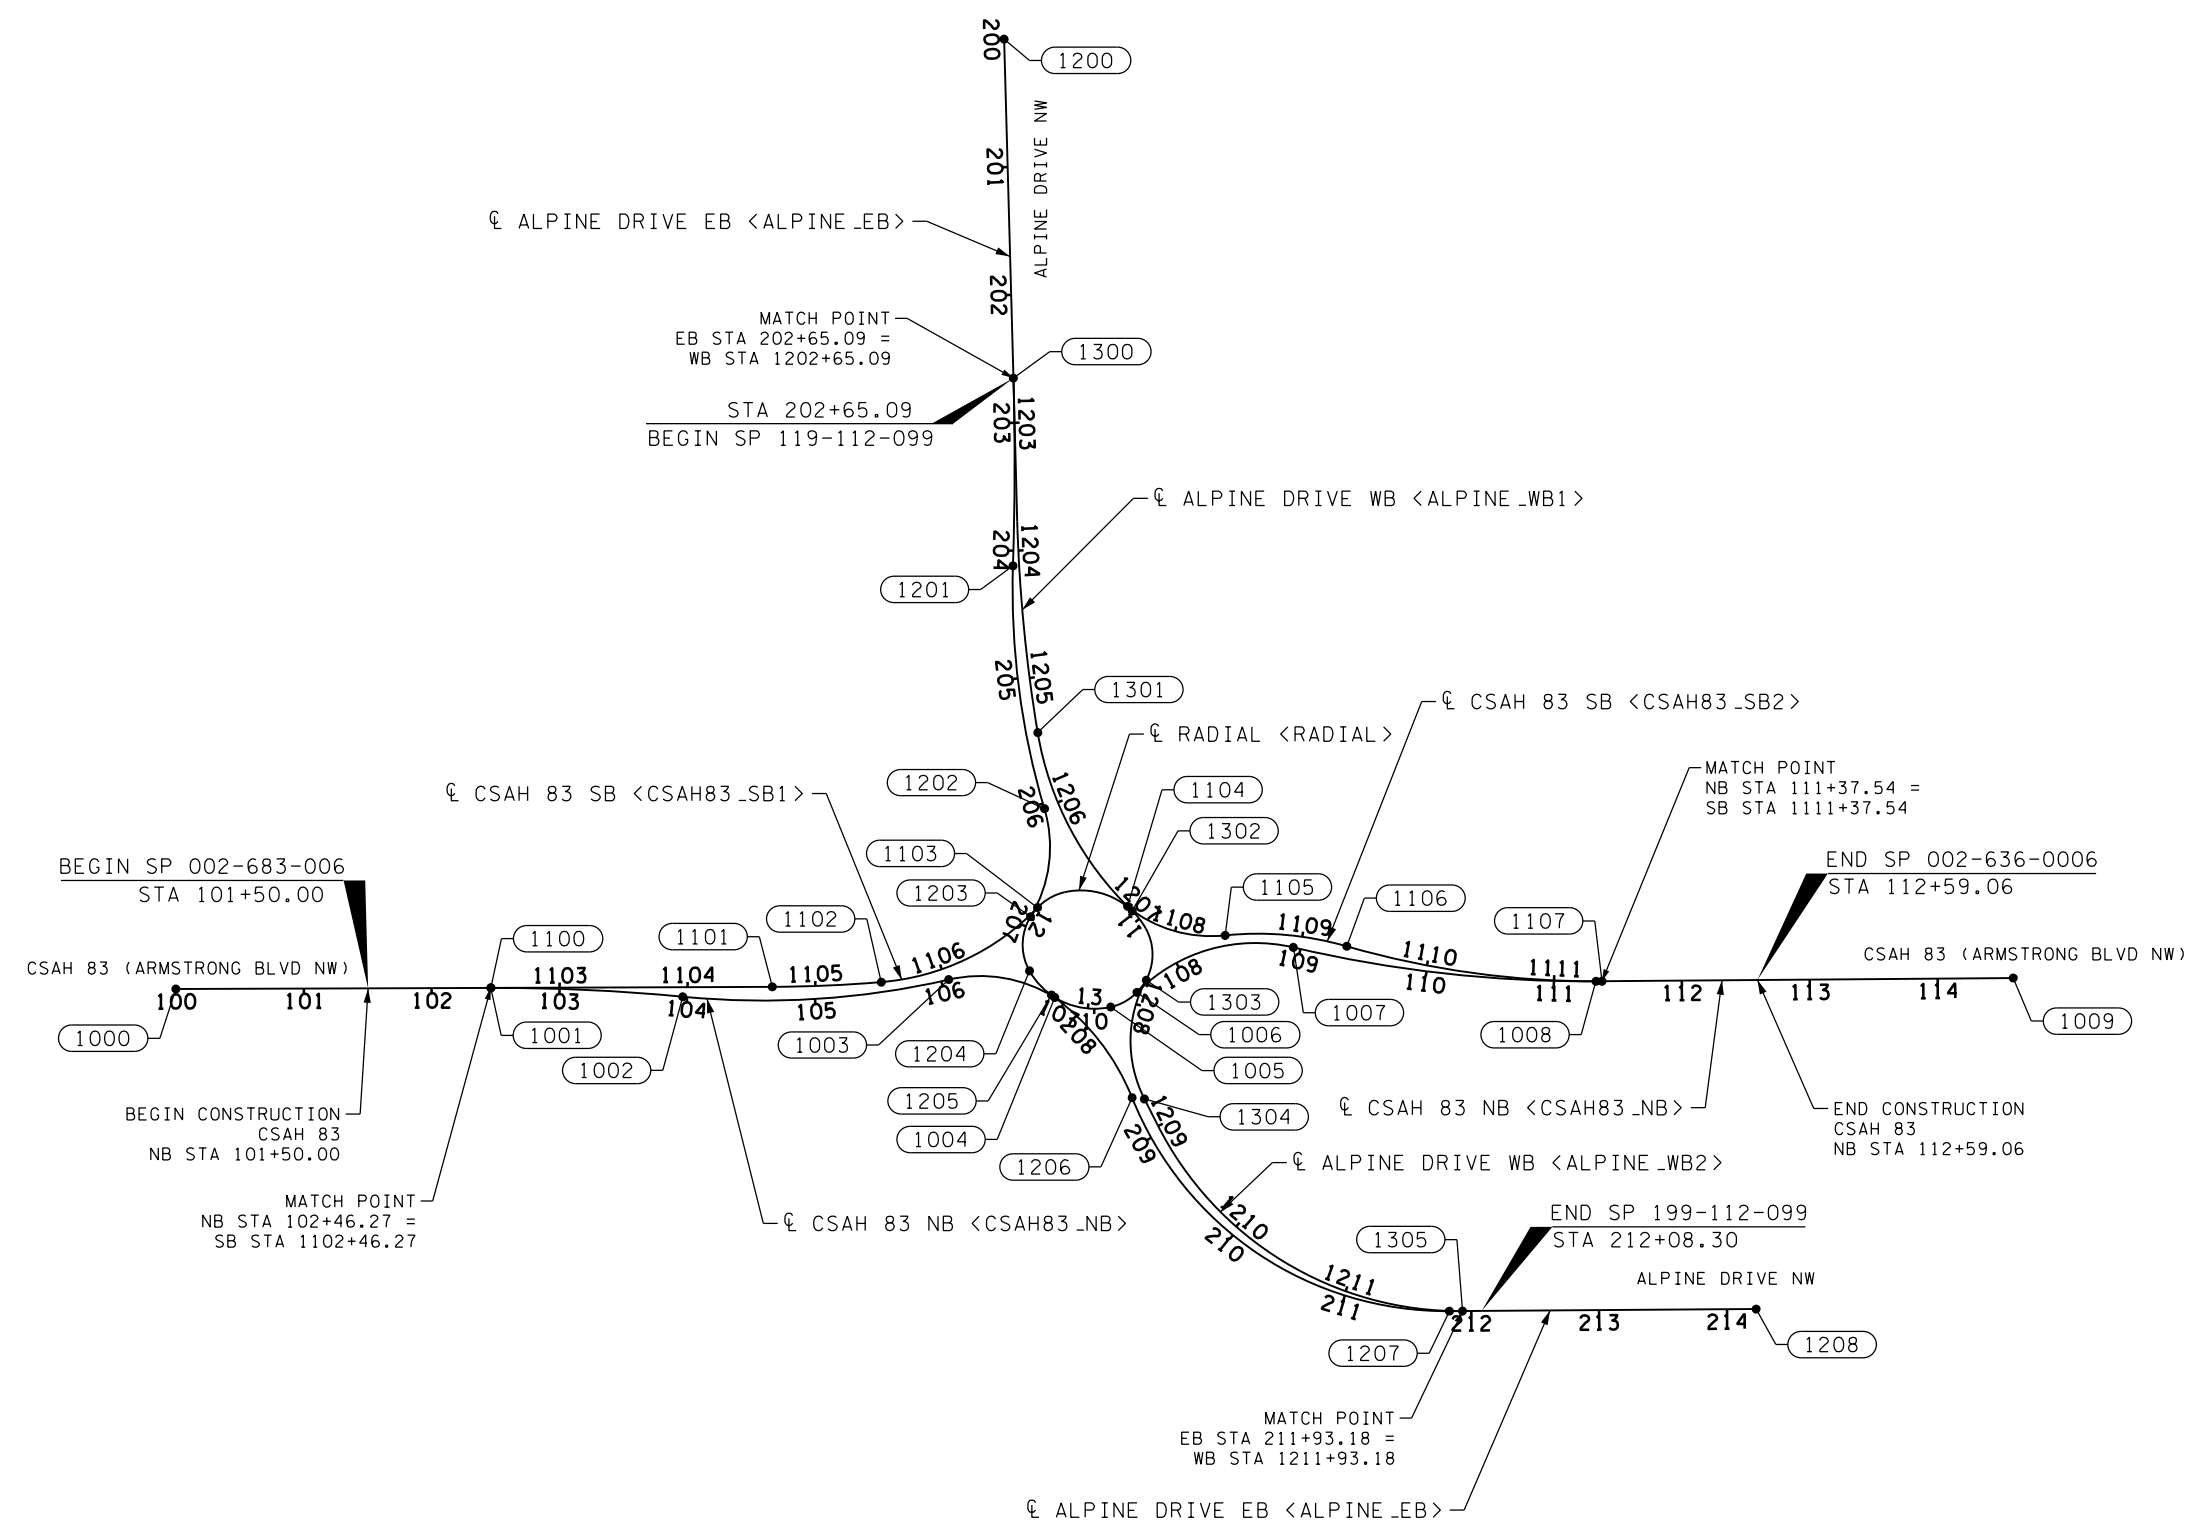 200
1200
ALPINE DRIVE NW
201
℄ ALPINE DRIVE EB <ALPINE_EB>
202
MATCH POINT
EB STA 202+65.09 =
WB STA 1202+65.09
1300
STA 202+65.09
BEGIN SP 119-112-099
203
1203
℄ ALPINE DRIVE WB <ALPINE_WB1>
204
1204
1201
205
1205
1301
℄ CSAH 83 SB <CSAH83_SB2>
℄ RADIAL <RADIAL>
MATCH POINT
NB STA 111+37.54 =
SB STA 1111+37.54
℄ CSAH 83 SB <CSAH83_SB1>
1202
206
1206
1104
1302
1103
1203
207
12
1207
11
1108
1105
1109
1106
1110
1107
1111
BEGIN SP 002-683-006
STA 101+50.00
END SP 002-636-0006
STA 112+59.06
CSAH 83 (ARMSTRONG BLVD NW)
CSAH 83 (ARMSTRONG BLVD NW)
1100
1101
1102
1103
1104
1105
1106
100
101
102
103
104
105
106
107
13
10
108
109
110
111
112
113
114
1000
1001
1002
1003
1204
1205
1004
208
1208
1303
1006
1005
1007
1008
1009
BEGIN CONSTRUCTION
CSAH 83
NB STA 101+50.00
℄ CSAH 83 NB <CSAH83_NB>
END CONSTRUCTION
CSAH 83
NB STA 112+59.06
1304
1206
209
1209
℄ ALPINE DRIVE WB <ALPINE_WB2>
MATCH POINT
NB STA 102+46.27 =
SB STA 1102+46.27
℄ CSAH 83 NB <CSAH83_NB>
210
1210
END SP 199-112-099
STA 212+08.30
1305
ALPINE DRIVE NW
211
1211
212
213
214
1207
1208
MATCH POINT
EB STA 211+93.18 =
WB STA 1211+93.18
℄ ALPINE DRIVE EB <ALPINE_EB>